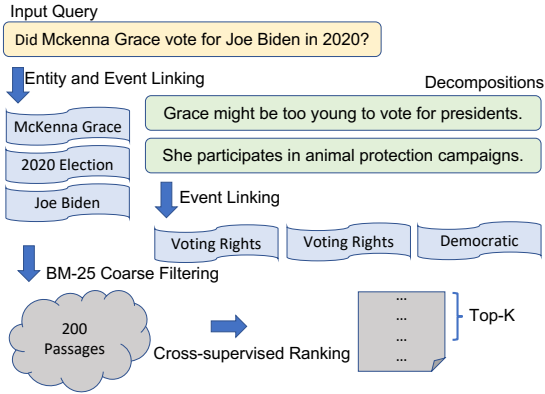 Input Query
Did Mckenna Grace vote for Joe Biden in 2020?
Entity and Event Linking
Decompositions
McKenna Grace
2020 Election
Joe Biden
Grace might be too young to vote for presidents.
She participates in animal protection campaigns.
Event Linking
Voting Rights
Voting Rights
Democratic
BM-25 Coarse Filtering
200
Passages
Cross-supervised Ranking
...
...
...
...
Top-K